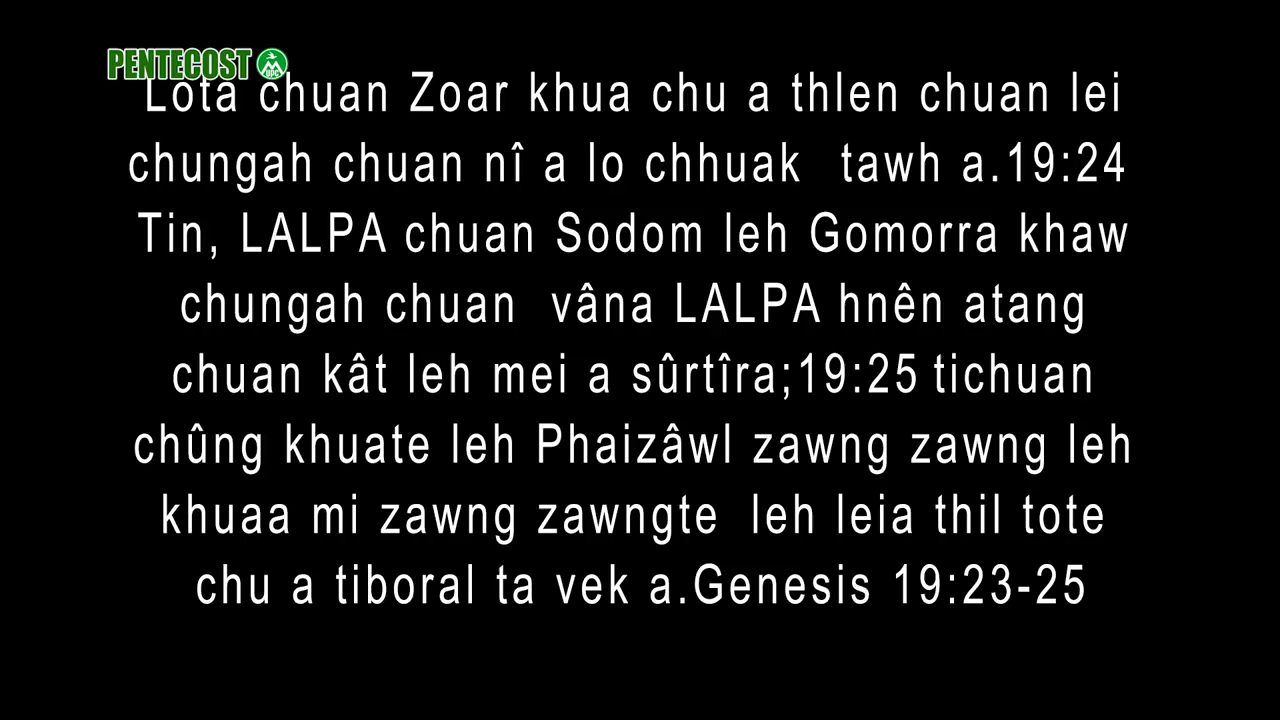 PENTECOST UPC
Lota chuan Zoar khua chu a thlen chuan lei
chungah chuan nî a lo chhuak tawh a.19:24
Tin, LALPA chuan Sodom leh Gomorra khaw
chungah chuan vâna LALPA hnên atang
chuan kât leh mei a sûrtîra;19:25 tichuan
chûng khuate leh Phaizâwl zawng zawng leh
khuaa mi zawng zawngte leh leia thil tote
chu a tiboral ta vek a.Genesis 19:23-25